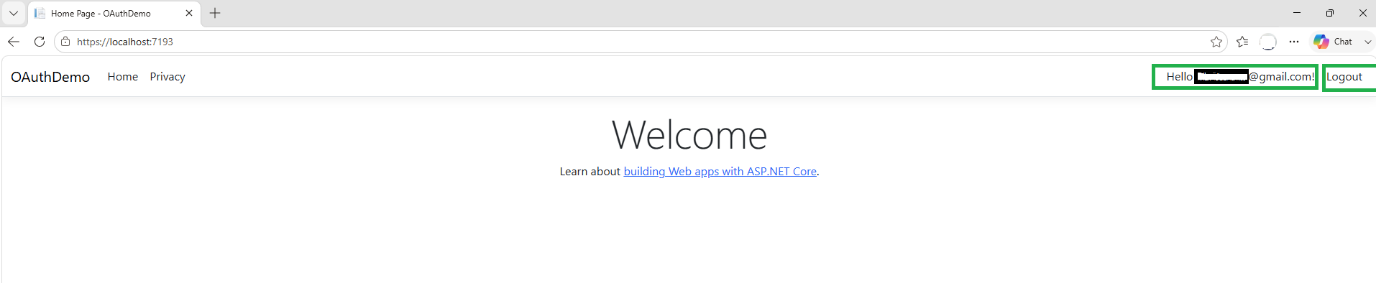 Home Page - OAuthDemo
https://localhost:7193
Chat
OAuthDemo Home Privacy Hello @gmail.com! Logout
Welcome
Learn about building Web apps with ASP.NET Core.